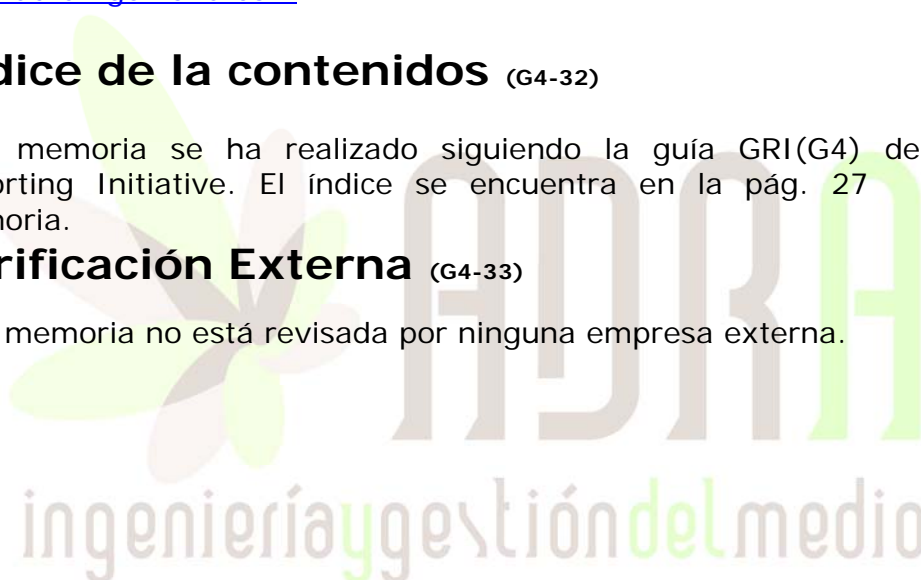 dice de la contenidos (G4-32)
memoria se ha realizado siguiendo la guía GRI(G4) de
orting Initiative. El índice se encuentra en la pág. 27
noria.
rificación Externa (G4-33)
memoria no está revisada por ninguna empresa externa.
ADRA
ingenieríaygestióndelmedio